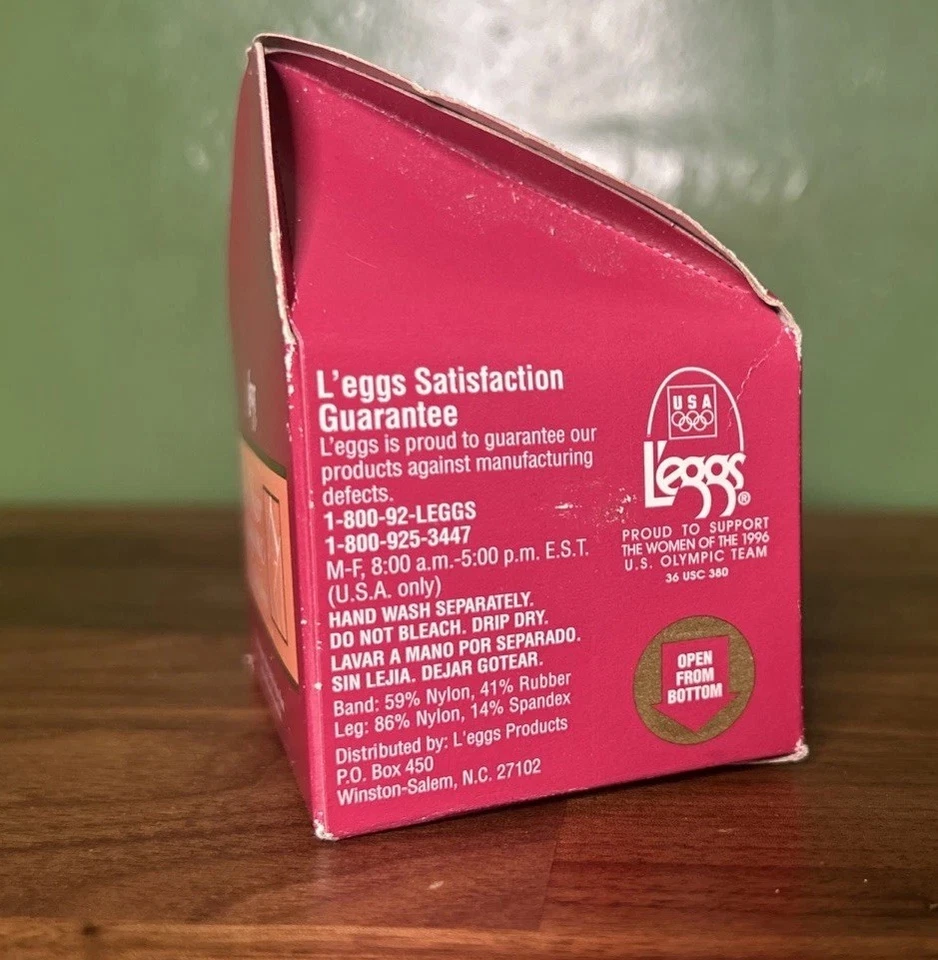 L'eggs Satisfaction
Guarantee
L'eggs is proud to guarantee our
products against manufacturing
defects.
1-800-92-LEGGS
1-800-925-3447
M-F, 8:00 a.m.-5:00 p.m. E.S.T.
(U.S.A. only)
HAND WASH SEPARATELY.
DO NOT BLEACH. DRIP DRY.
LAVAR A MANO POR SEPARADO.
SIN LEJIA. DEJAR GOTEAR.
Band: 59% Nylon, 41% Rubber
Leg: 86% Nylon, 14% Spandex
Distributed by: L'eggs Products
P.O. Box 450
Winston-Salem, N.C. 27102
USA
L'eggs®
PROUD TO SUPPORT
THE WOMEN OF THE 1996
U.S. OLYMPIC TEAM
36 USC 380
OPEN
FROM
BOTTOM